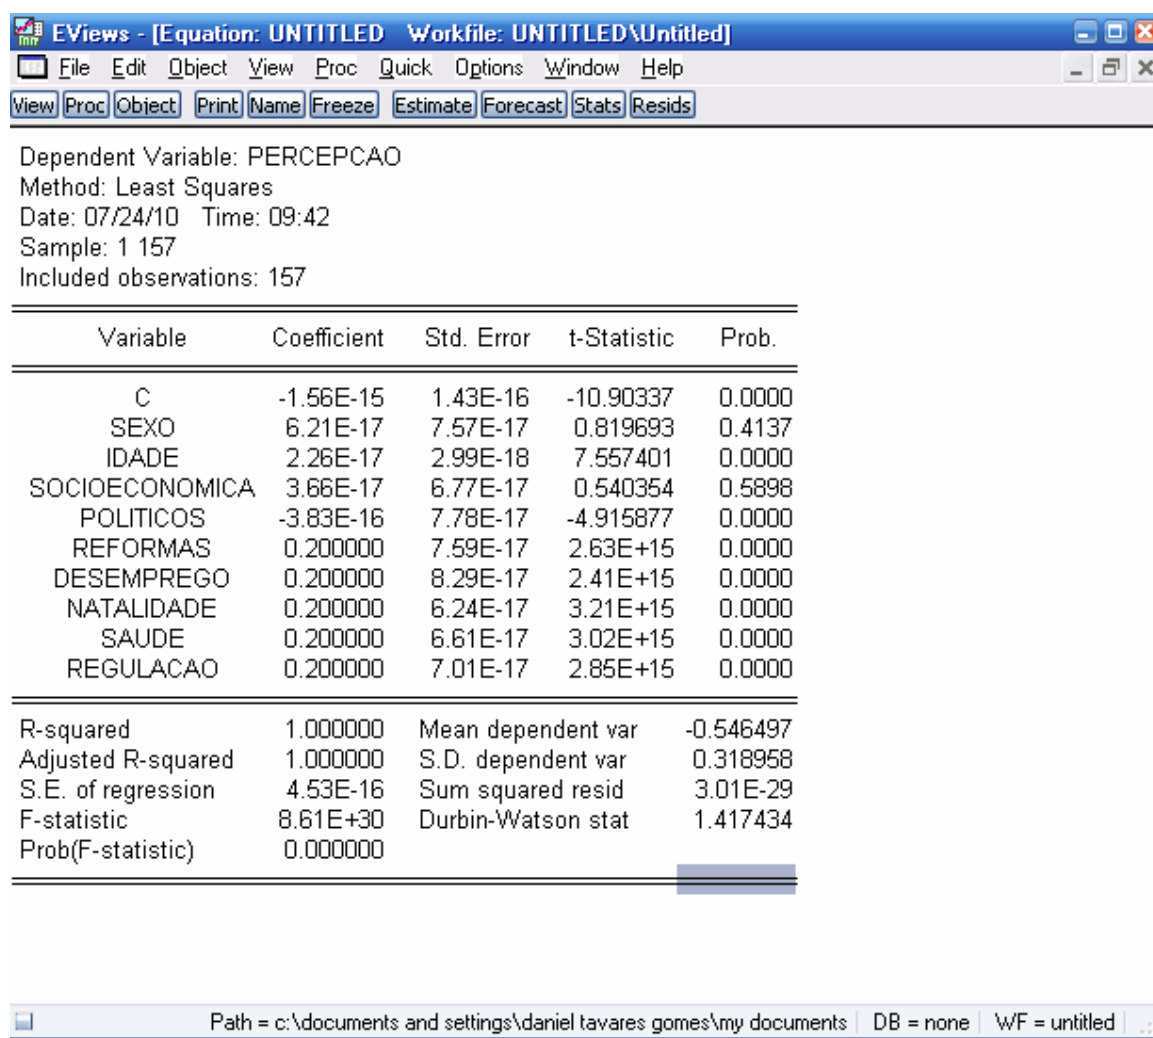 EViews - [Equation: UNTITLED Workfile: UNTITLED\Untitled]
File Edit Object View Proc Quick Options Window Help
View Proc Object Print Name Freeze Estimate Forecast Stats Resids
Dependent Variable: PERCEPCAO
Method: Least Squares
Date: 07/24/10 Time: 09:42
Sample: 1 157
Included observations: 157
Variable Coefficient Std. Error t-Statistic Prob.
C -1.56E-15 1.43E-16 -10.90337 0.0000
SEXO 6.21E-17 7.57E-17 0.819693 0.4137
IDADE 2.26E-17 2.99E-18 7.557401 0.0000
SOCIOECONOMICA 3.66E-17 6.77E-17 0.540354 0.5898
POLITICOS -3.83E-16 7.78E-17 -4.915877 0.0000
REFORMAS 0.200000 7.59E-17 2.63E+15 0.0000
DESEMPREGO 0.200000 8.29E-17 2.41E+15 0.0000
NATALIDADE 0.200000 6.24E-17 3.21E+15 0.0000
SAUDE 0.200000 6.61E-17 3.02E+15 0.0000
REGULACAO 0.200000 7.01E-17 2.85E+15 0.0000
R-squared 1.000000 Mean dependent var -0.546497
Adjusted R-squared 1.000000 S.D. dependent var 0.318958
S.E. of regression 4.53E-16 Sum squared resid 3.01E-29
F-statistic 8.61E+30 Durbin-Watson stat 1.417434
Prob(F-statistic) 0.000000
Path = c:\documents and settings\daniel tavares gomes\my documents DB = none WF = untitled